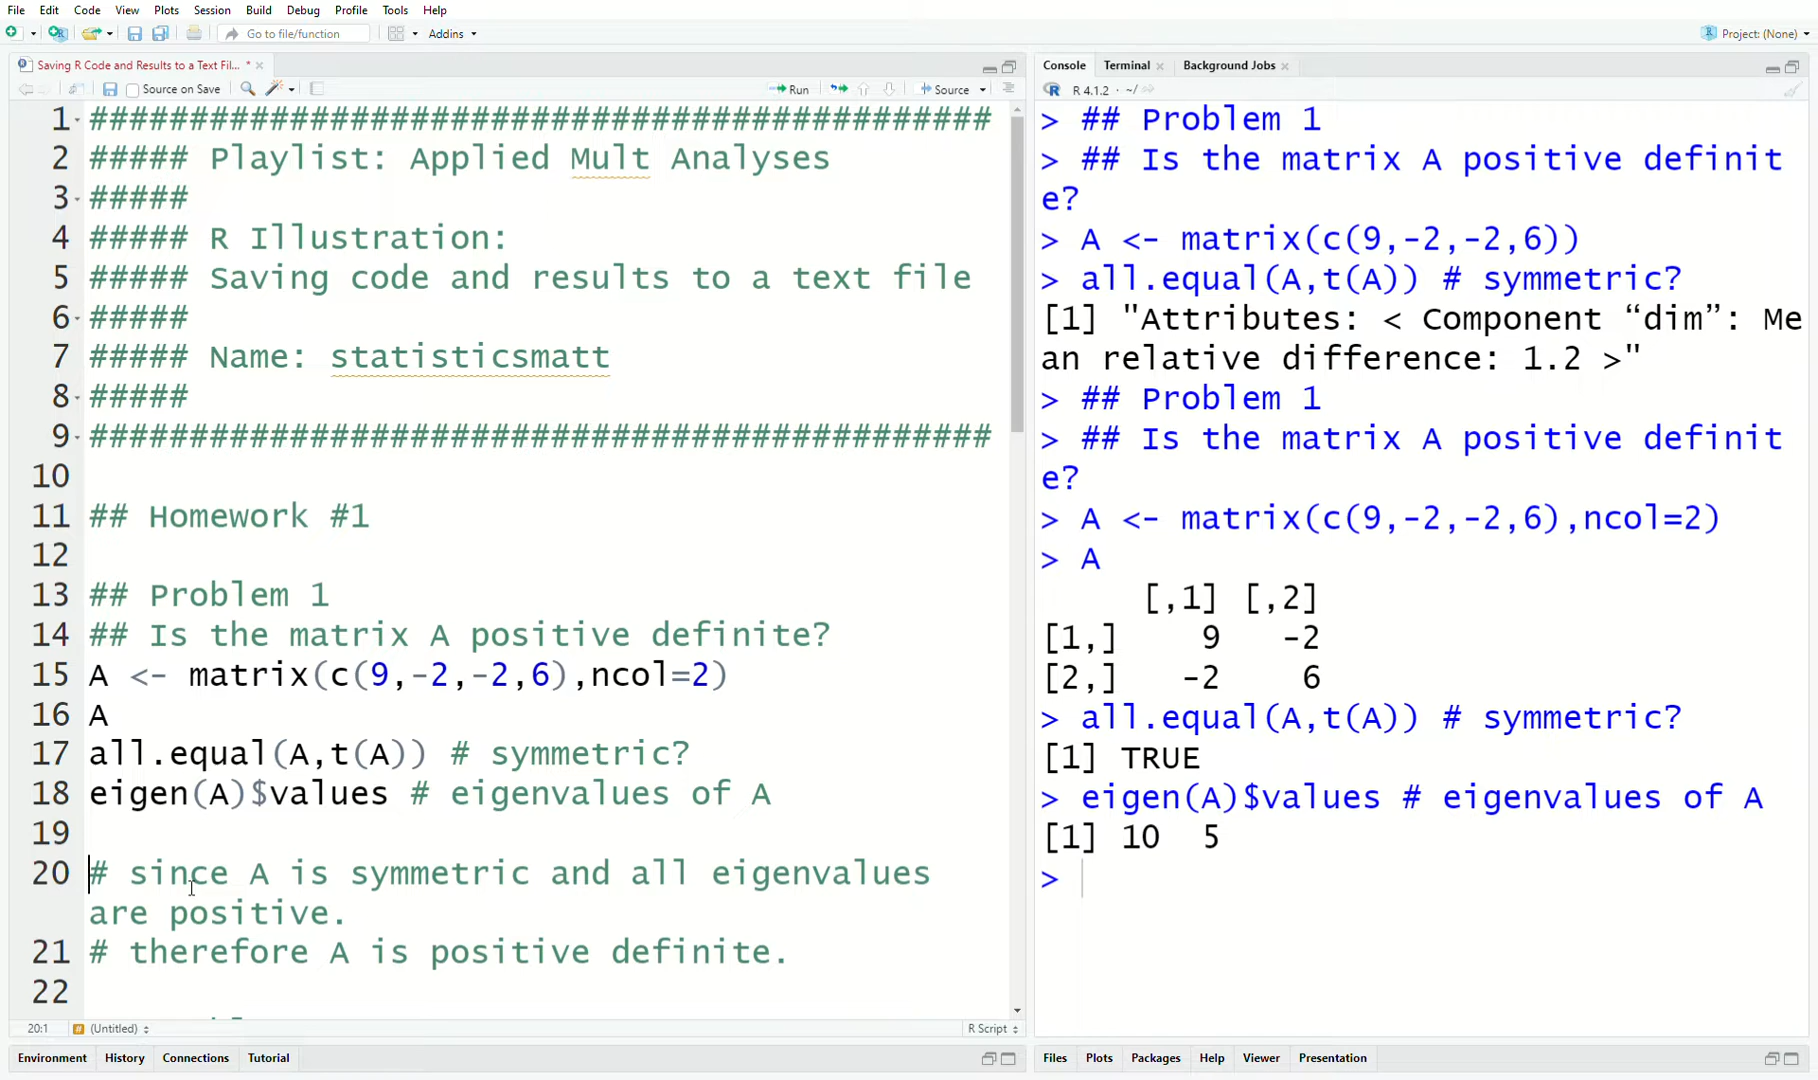 File Edit Code View Plots Session Build Debug Profile Tools Help
Go to file/function Addins Project: (None)
Saving R Code and Results to a Text Fil... *
Source on Save Run Source
1 #############################################
2 ##### Playlist: Applied Mult Analyses
3 #####
4 ##### R Illustration:
5 ##### Saving code and results to a text file
6 #####
7 ##### Name: statisticsmatt
8 #####
9 #############################################
10
11 ## Homework #1
12
13 ## Problem 1
14 ## Is the matrix A positive definite?
15 A <- matrix(c(9,-2,-2,6),ncol=2)
16 A
17 all.equal(A,t(A)) # symmetric?
18 eigen(A)$values # eigenvalues of A
19
20 # since A is symmetric and all eigenvalues
are positive.
21 # therefore A is positive definite.
22
20:1 # (Untitled) R Script
Environment History Connections Tutorial
Console Terminal Background Jobs
R 4.1.2 · ~/
> ## Problem 1
> ## Is the matrix A positive definit
e?
> A <- matrix(c(9,-2,-2,6))
> all.equal(A,t(A)) # symmetric?
[1] "Attributes: < Component “dim”: Me
an relative difference: 1.2 >"
> ## Problem 1
> ## Is the matrix A positive definit
e?
> A <- matrix(c(9,-2,-2,6),ncol=2)
> A
[,1] [,2]
[1,] 9 -2
[2,] -2 6
> all.equal(A,t(A)) # symmetric?
[1] TRUE
> eigen(A)$values # eigenvalues of A
[1] 10 5
>
Files Plots Packages Help Viewer Presentation